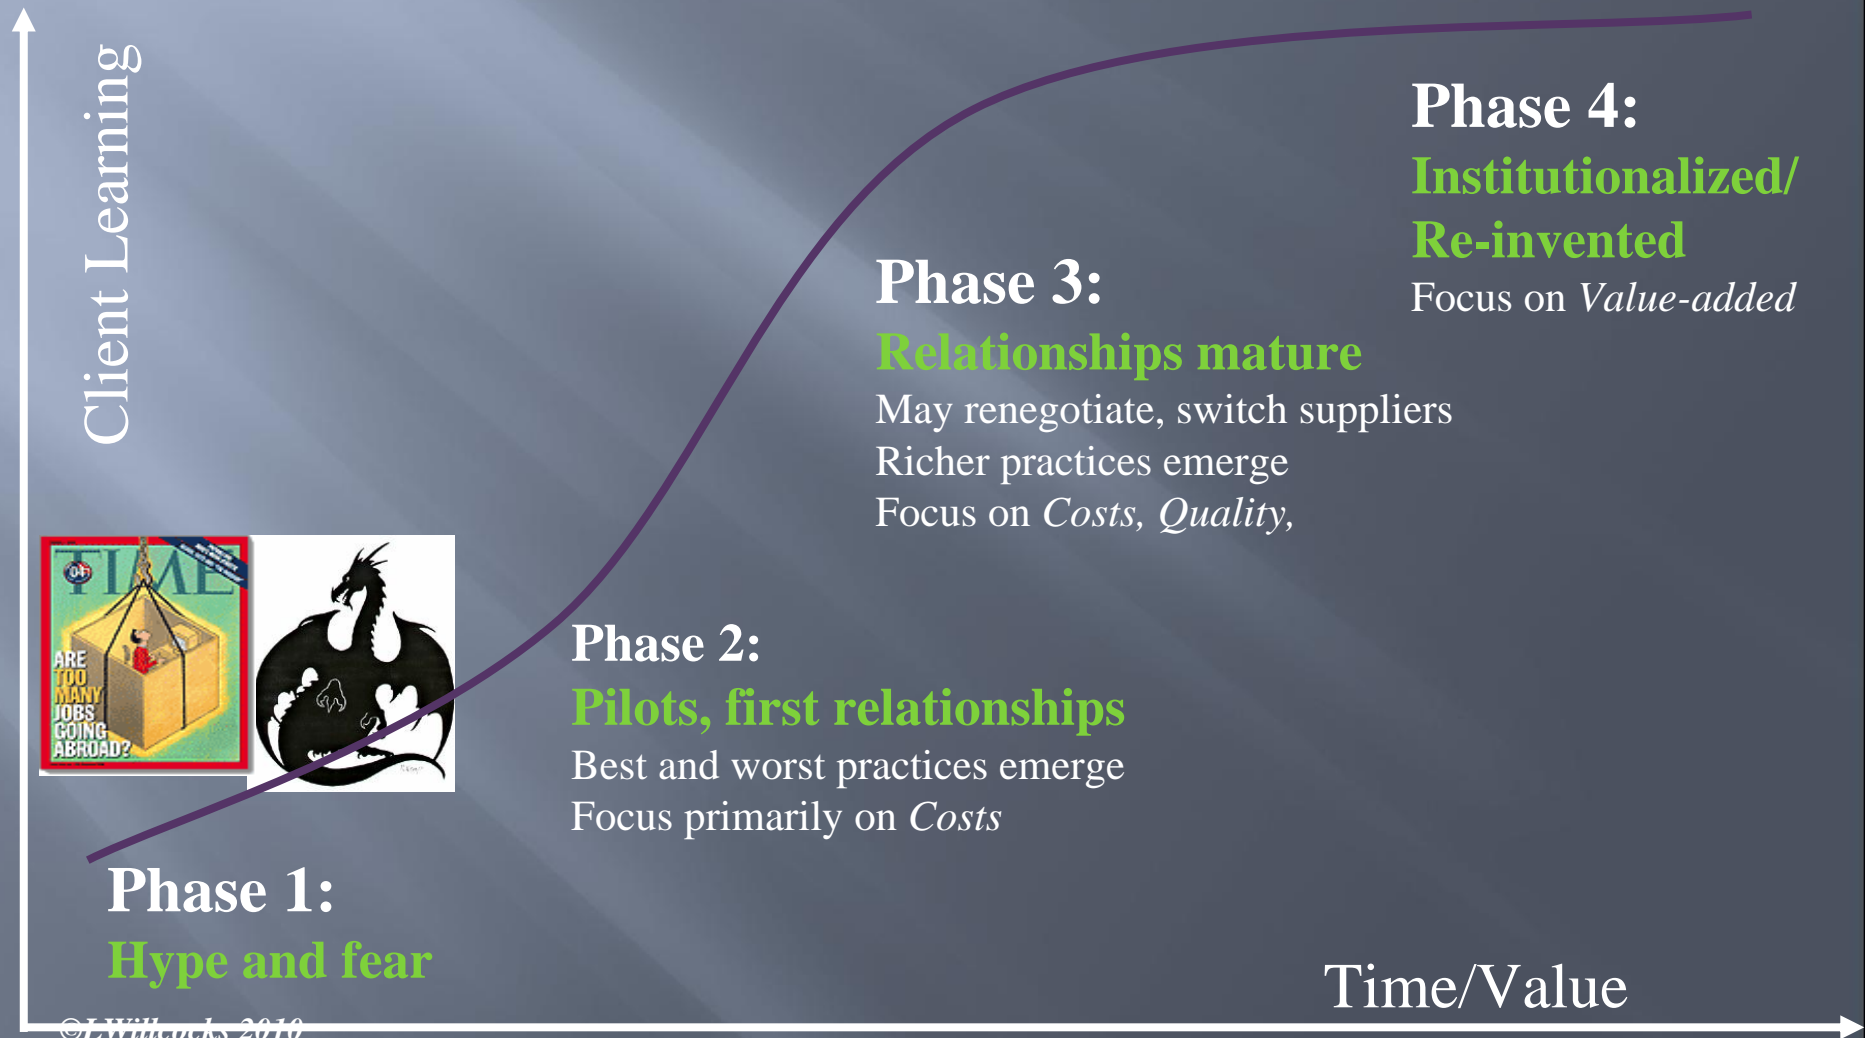 Client Learning
Phase 4:
Institutionalized/
Re-invented
Focus on Value-added
Phase 3:
Relationships mature
May renegotiate, switch suppliers
Richer practices emerge
Focus on Costs, Quality,
TIME
ARE
TOO
MANY
JOBS
GOING
ABROAD?
Phase 2:
Pilots, first relationships
Best and worst practices emerge
Focus primarily on Costs
Phase 1:
Hype and fear
Time/Value
©LWillcocks 2010